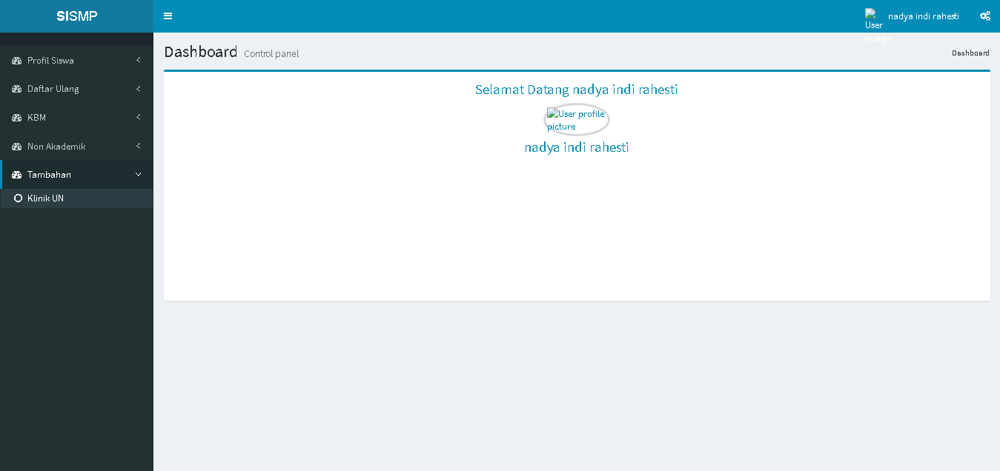 SISMP
User Image
nadya indi rahesti
Profil Siswa
Daftar Ulang
KBM
Non Akademik
Tambahan
Klinik UN
Dashboard Control panel
Dashboard
Selamat Datang nadya indi rahesti
User profile
picture
nadya indi rahesti